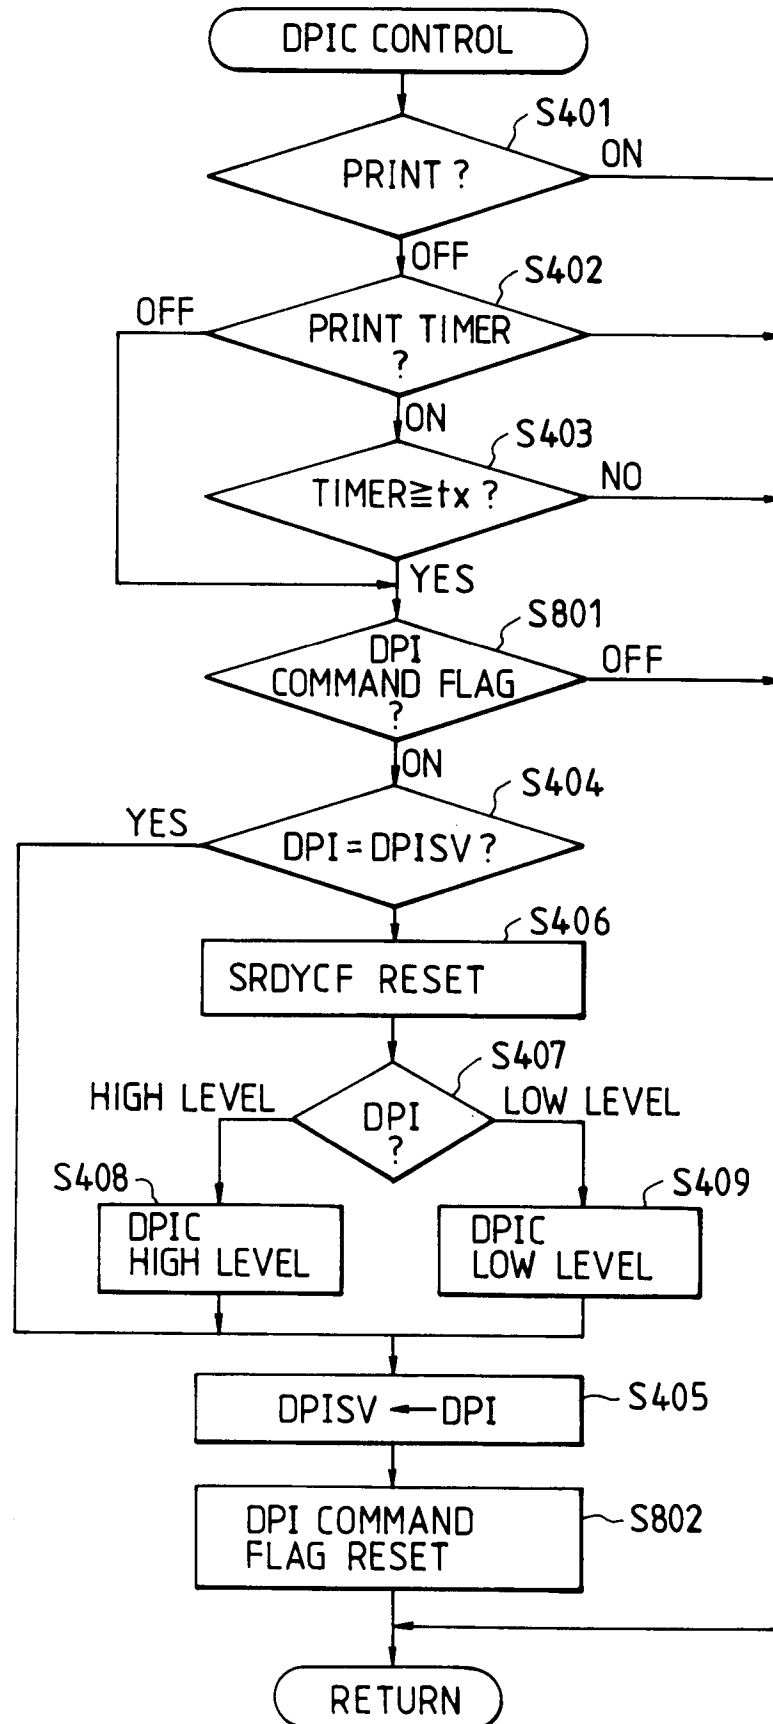 DPIC CONTROL
S401
PRINT ?
ON
OFF
S402
OFF
PRINT TIMER
?
ON
S403
TIMER≧tx ?
NO
YES
S801
DPI
COMMAND FLAG
?
OFF
ON
S404
YES
DPI = DPISV ?
S406
SRDYCF RESET
S407
HIGH LEVEL
LOW LEVEL
DPI
?
S408
S409
DPIC
HIGH LEVEL
DPIC
LOW LEVEL
DPISV ← DPI
S405
DPI COMMAND
FLAG RESET
S802
RETURN